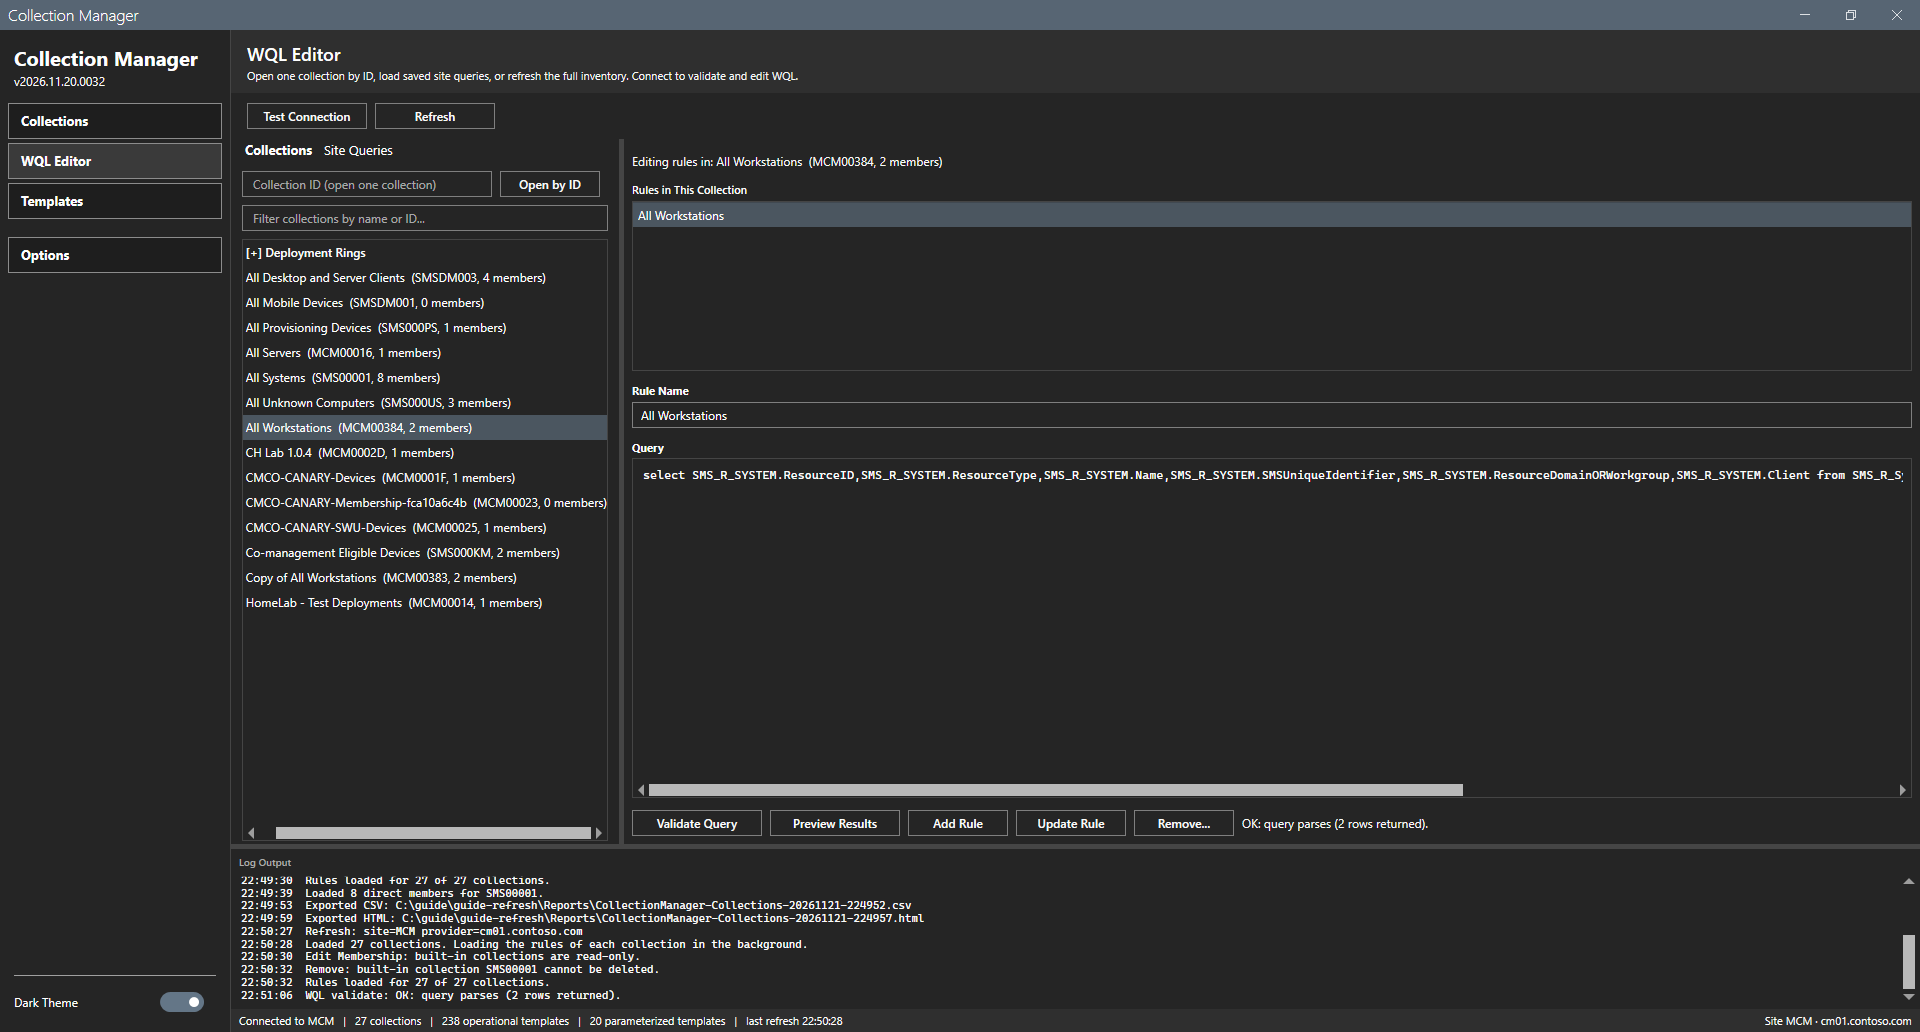 Collection Manager
Collection Manager
v2026.11.20.0032
Collections
WQL Editor
Templates
Options
Dark Theme
WQL Editor
Open one collection by ID, load saved site queries, or refresh the full inventory. Connect to validate and edit WQL.
Test Connection Refresh
Collections Site Queries
Collection ID (open one collection) Open by ID
Filter collections by name or ID...
[+] Deployment Rings
All Desktop and Server Clients (SMSDM003, 4 members)
All Mobile Devices (SMSDM001, 0 members)
All Provisioning Devices (SMS000PS, 1 members)
All Servers (MCM00016, 1 members)
All Systems (SMS00001, 8 members)
All Unknown Computers (SMS000US, 3 members)
All Workstations (MCM00384, 2 members)
CH Lab 1.0.4 (MCM0002D, 1 members)
CMCO-CANARY-Devices (MCM0001F, 1 members)
CMCO-CANARY-Membership-fca10a6c4b (MCM00023, 0 members)
CMCO-CANARY-SWU-Devices (MCM00025, 1 members)
Co-management Eligible Devices (SMS000KM, 2 members)
Copy of All Workstations (MCM00383, 2 members)
HomeLab - Test Deployments (MCM00014, 1 members)
Editing rules in: All Workstations (MCM00384, 2 members)
Rules in This Collection
All Workstations
Rule Name
All Workstations
Query
select SMS_R_SYSTEM.ResourceID,SMS_R_SYSTEM.ResourceType,SMS_R_SYSTEM.Name,SMS_R_SYSTEM.SMSUniqueIdentifier,SMS_R_SYSTEM.ResourceDomainORWorkgroup,SMS_R_SYSTEM.Client from SMS_R_Sy
Validate Query Preview Results Add Rule Update Rule Remove... OK: query parses (2 rows returned).
Log Output
22:49:30 Rules loaded for 27 of 27 collections.
22:49:39 Loaded 8 direct members for SMS00001.
22:49:53 Exported CSV: C:\guide\guide-refresh\Reports\CollectionManager-Collections-20261121-224952.csv
22:49:59 Exported HTML: C:\guide\guide-refresh\Reports\CollectionManager-Collections-20261121-224957.html
22:50:27 Refresh: site=MCM provider=cm01.contoso.com
22:50:28 Loaded 27 collections. Loading the rules of each collection in the background.
22:50:30 Edit Membership: built-in collections are read-only.
22:50:32 Remove: built-in collection SMS00001 cannot be deleted.
22:50:32 Rules loaded for 27 of 27 collections.
22:51:06 WQL validate: OK: query parses (2 rows returned).
Connected to MCM | 27 collections | 238 operational templates | 20 parameterized templates | last refresh 22:50:28
Site MCM · cm01.contoso.com